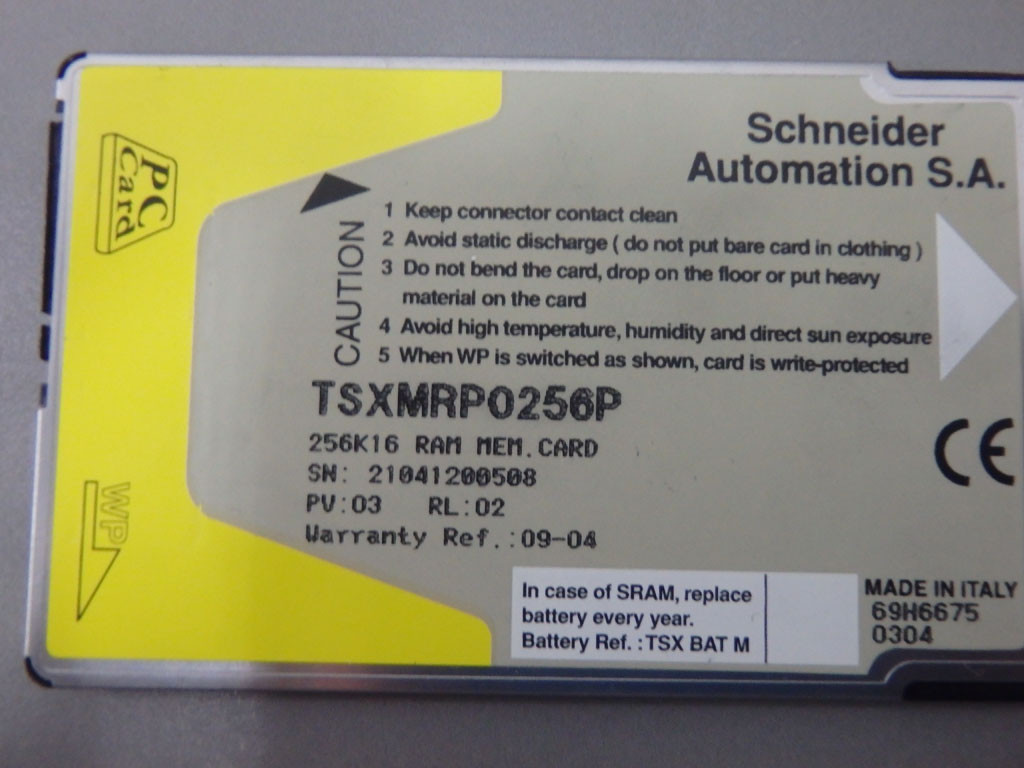 PC
Card
WP
Schneider
Automation S.A.
CAUTION
1 Keep connector contact clean
2 Avoid static discharge ( do not put bare card in clothing )
3 Do not bend the card, drop on the floor or put heavy
material on the card
4 Avoid high temperature, humidity and direct sun exposure
5 When WP is switched as shown, card is write-protected
TSXMRP0256P
256K16 RAM MEM.CARD
SN: 21041200508
PV:03 RL:02
Warranty Ref.:09-04
CE
In case of SRAM, replace
battery every year.
Battery Ref. : TSX BAT M
MADE IN ITALY
69H6675
0304